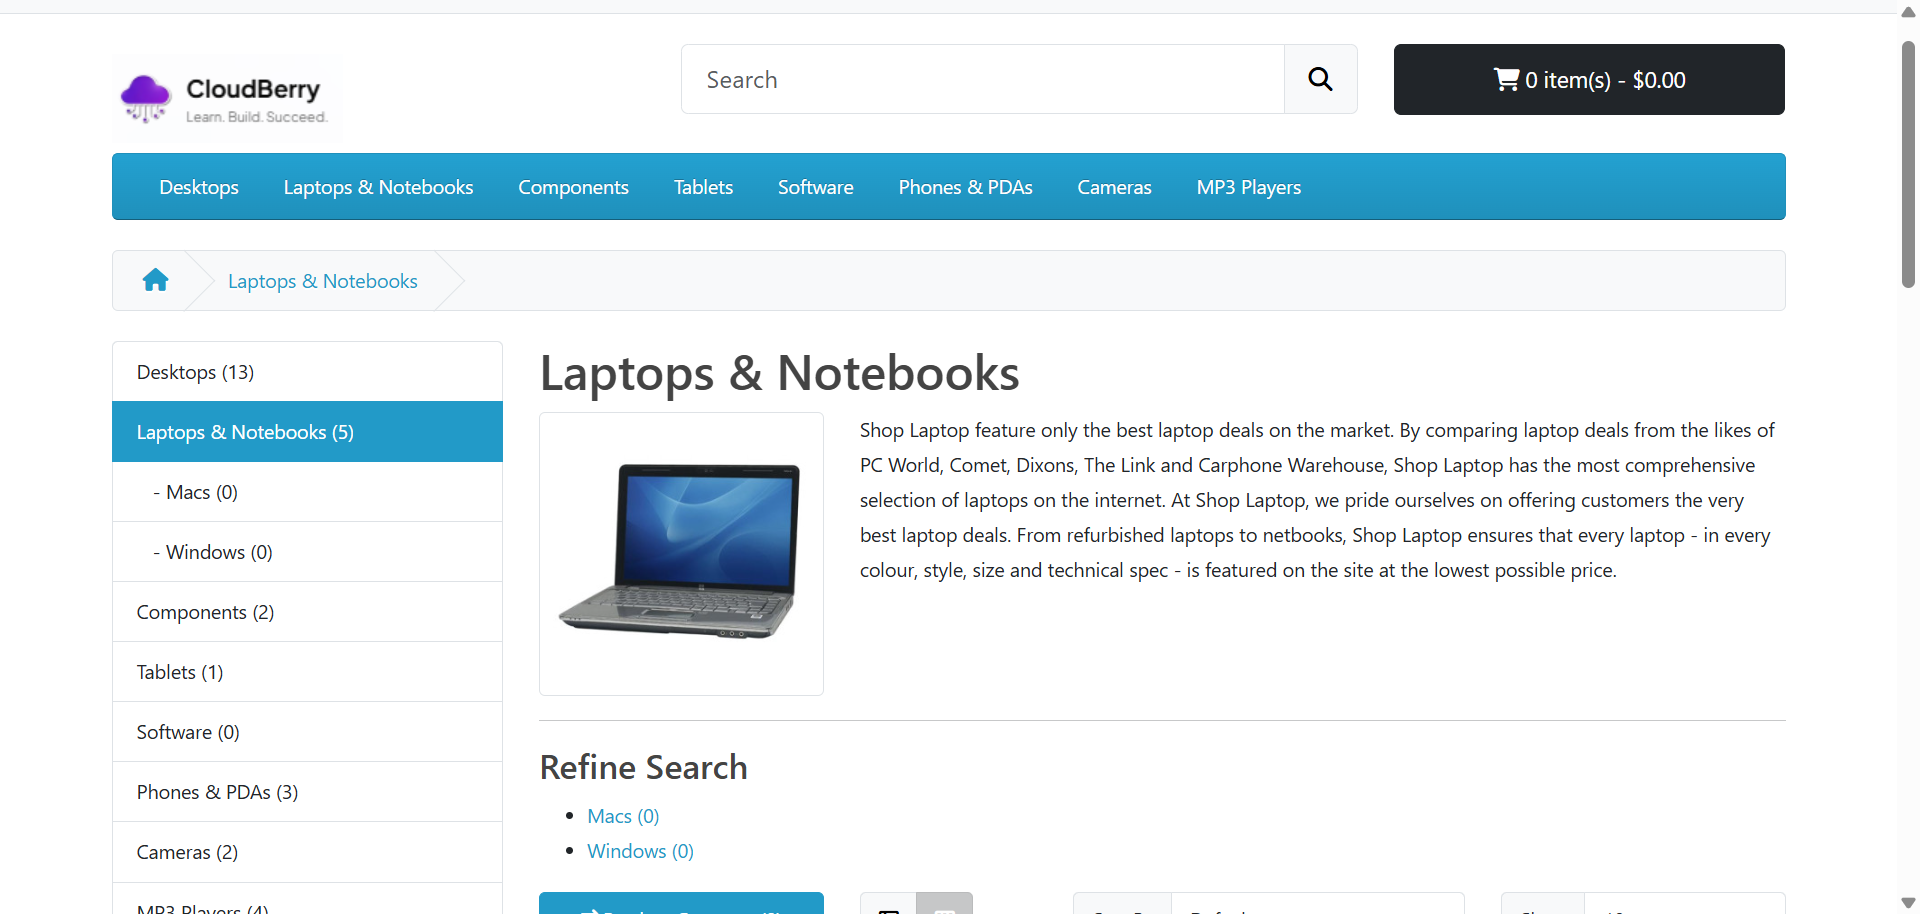 CloudBerry
Learn. Build. Succeed.
Search
0 item(s) - $0.00
Desktops
Laptops & Notebooks
Components
Tablets
Software
Phones & PDAs
Cameras
MP3 Players
Laptops & Notebooks
Desktops (13)
Laptops & Notebooks (5)
- Macs (0)
- Windows (0)
Components (2)
Tablets (1)
Software (0)
Phones & PDAs (3)
Cameras (2)
MP3 Players (4)
Laptops & Notebooks
Shop Laptop feature only the best laptop deals on the market. By comparing laptop deals from the likes of
PC World, Comet, Dixons, The Link and Carphone Warehouse, Shop Laptop has the most comprehensive
selection of laptops on the internet. At Shop Laptop, we pride ourselves on offering customers the very
best laptop deals. From refurbished laptops to netbooks, Shop Laptop ensures that every laptop - in every
colour, style, size and technical spec - is featured on the site at the lowest possible price.
Refine Search
Macs (0)
Windows (0)